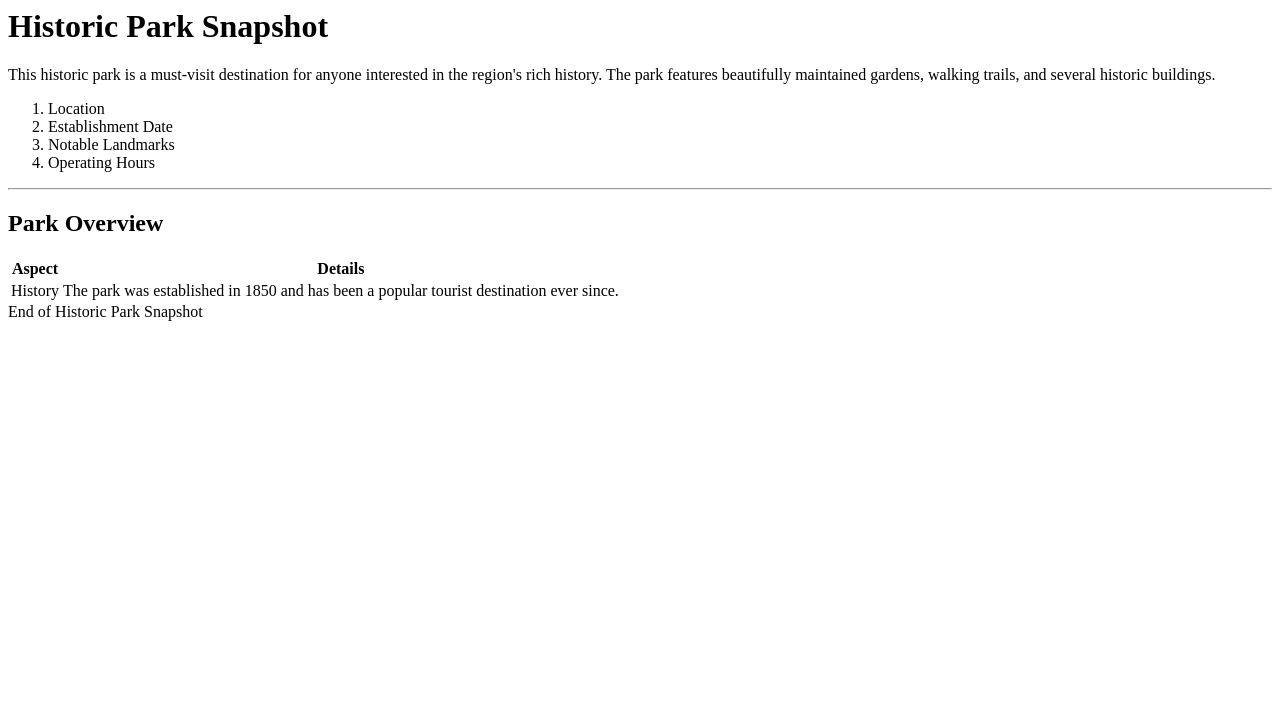 Historic Park Snapshot
This historic park is a must-visit destination for anyone interested in the region's rich history. The park features beautifully maintained gardens, walking trails, and several historic buildings.
1. Location
2. Establishment Date
3. Notable Landmarks
4. Operating Hours
Park Overview
Aspect Details
History The park was established in 1850 and has been a popular tourist destination ever since.
End of Historic Park Snapshot